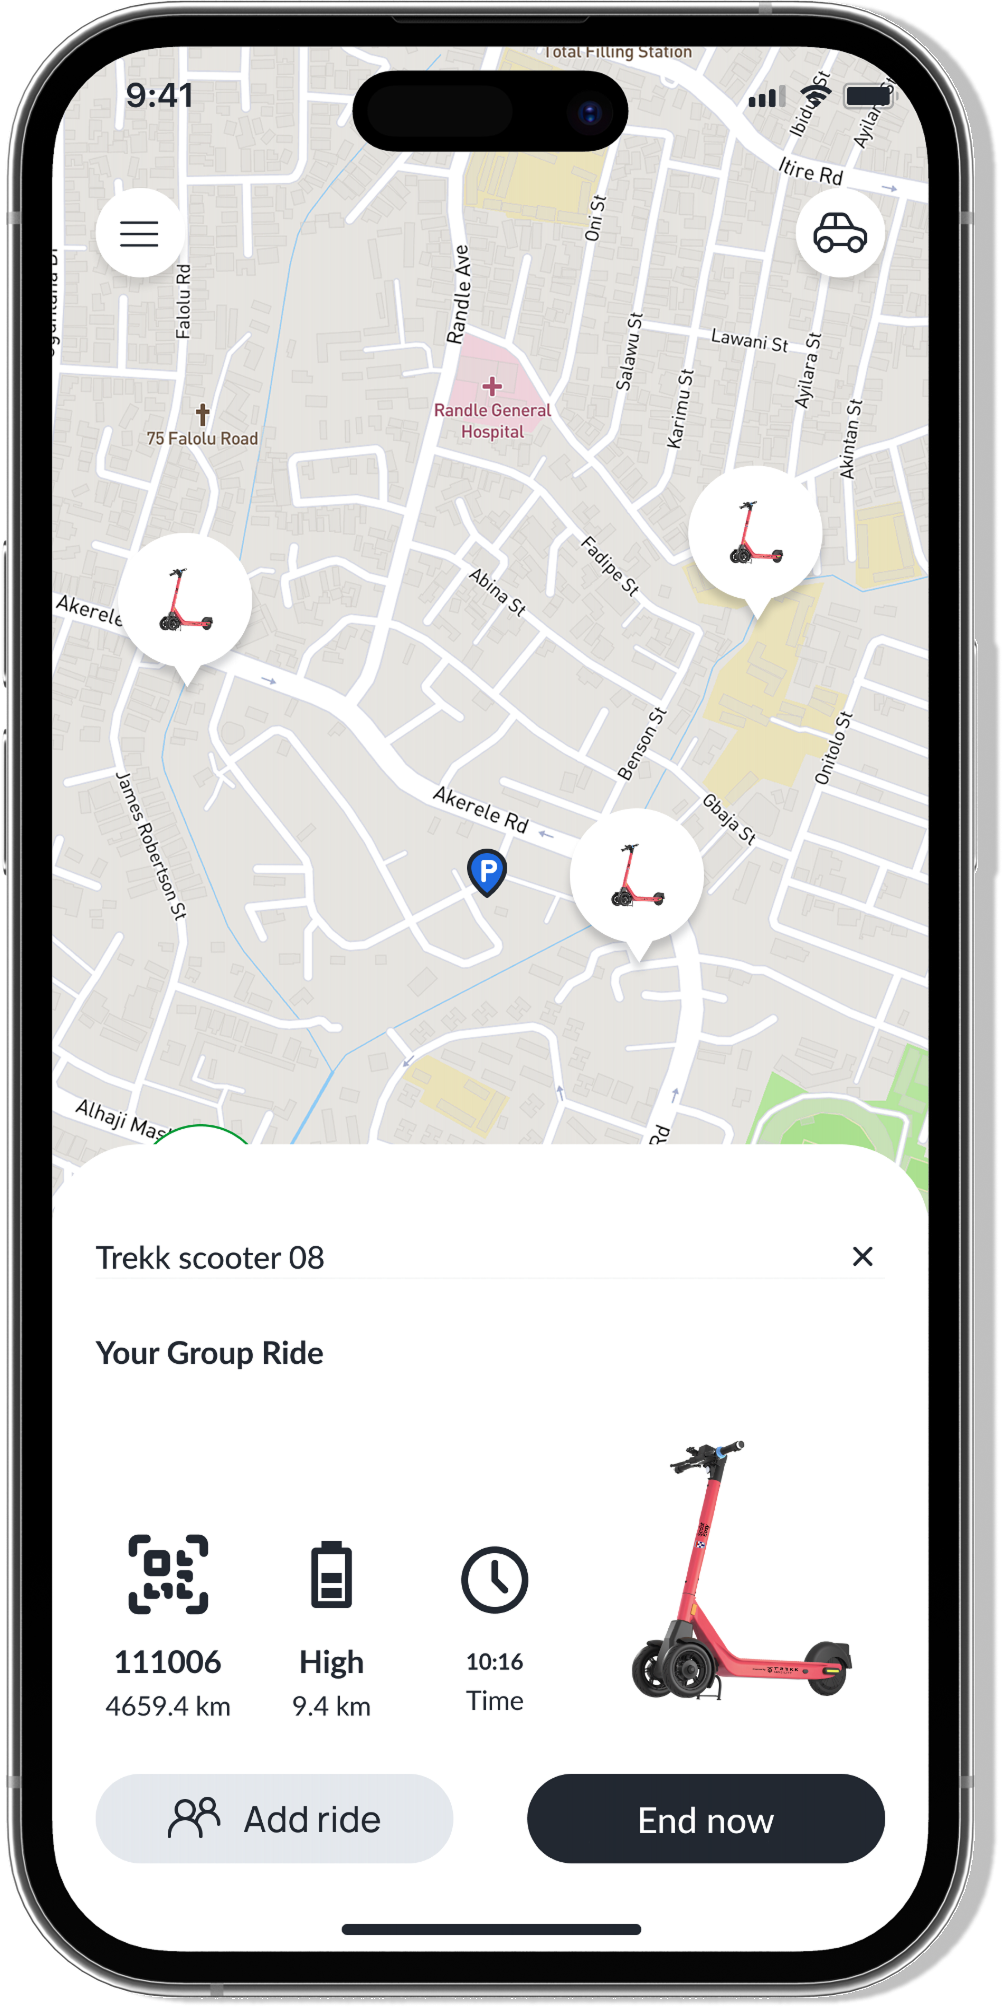 Total Filling Station
9:41
Ibidun St
Itire Rd
Oni St
Falolu Rd
Randle Ave
Salawu St
Lawani St
Ayilara St
Karimu St
Akintan St
Randle General
Hospital
75 Falolu Road
Fadipe St
Abina St
Akerele
Benson St
Onitolo St
James Robertson St
Akerele Rd
Gbaja St
P
Alhaji Mas
Rd
Trekk scooter 08
Your Group Ride
111006
4659.4 km
High
9.4 km
10:16
Time
Add ride
End now